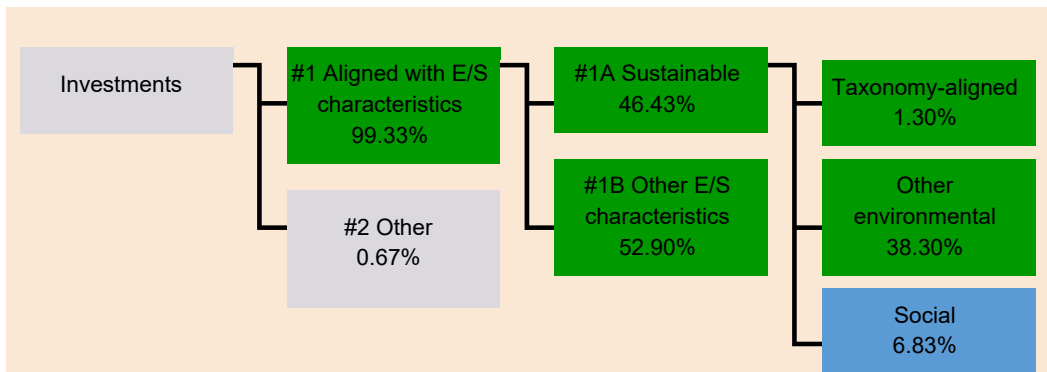 Investments
#1 Aligned with E/S
characteristics
99.33%
#2 Other
0.67%
#1A Sustainable
46.43%
#1B Other E/S
characteristics
52.90%
Taxonomy-aligned
1.30%
Other
environmental
38.30%
Social
6.83%